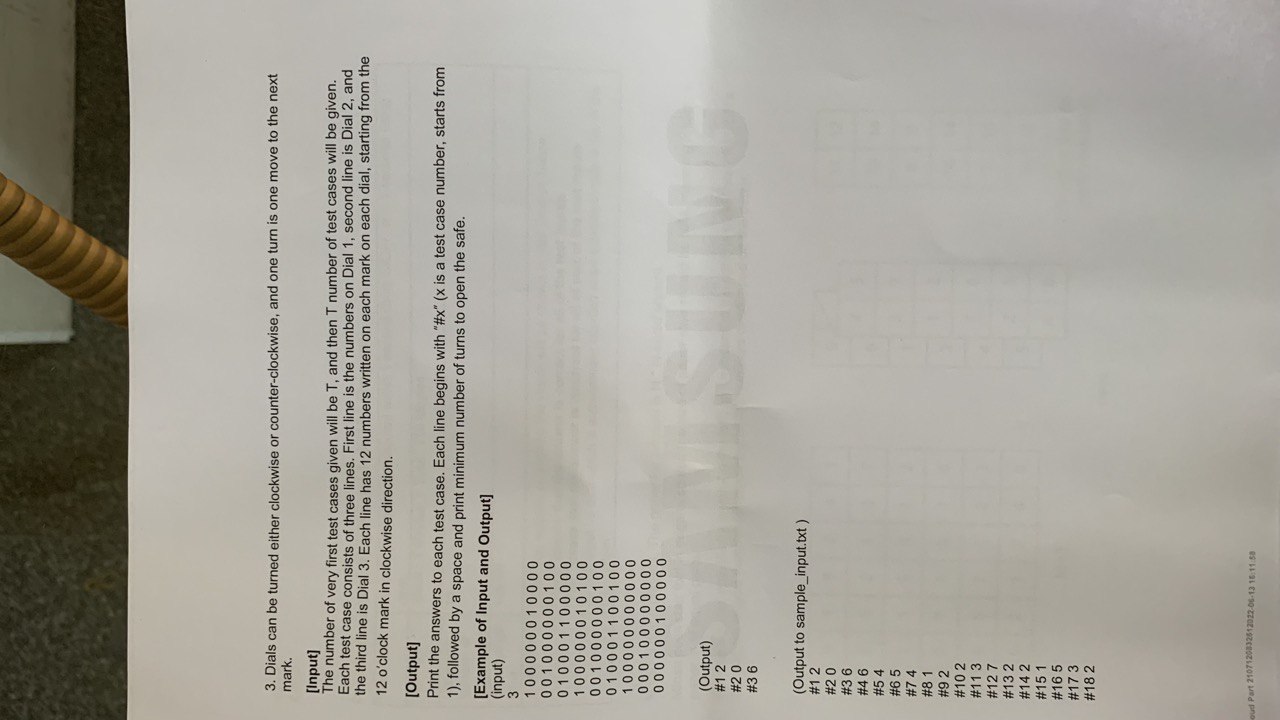 3. Dials can be turned either clockwise or counter-clockwise, and one turn is one move to the next
mark.
[Input]
The number of very first test cases given will be T, and then T number of test cases will be given.
Each test case consists of three lines. First line is the numbers on Dial 1, second line is Dial 2, and
the third line is Dial 3. Each line has 12 numbers written on each mark on each dial, starting from the
12 o'clock mark in clockwise direction.
[Output]
Print the answers to each test case. Each line begins with "#x" (x is a test case number, starts from
1), followed by a space and print minimum number of turns to open the safe.
[Example of Input and Output]
(input)
3
1 0 0 0 0 0 0 1 0 0 0 0
0 0 1 0 0 0 0 0 0 1 0 0
0 1 0 0 0 1 1 0 0 0 0 0
1 0 0 0 0 0 0 1 0 1 0 0
0 0 1 0 0 0 0 0 0 1 0 0
0 1 0 0 0 1 1 0 0 1 0 0
1 0 0 0 0 0 0 0 0 0 0 0
0 0 0 1 0 0 0 0 0 0 0 0
0 0 0 0 0 0 1 0 0 0 0 0
SAMSUNG
(Output)
#1 2
#2 0
#3 6
(Output to sample_input.txt )
#1 2
#2 0
#3 6
#4 6
#5 4
#6 5
#7 4
#8 1
#9 2
#10 2
#11 3
#12 7
#13 2
#14 2
#15 1
#16 5
#17 3
#18 2
Part